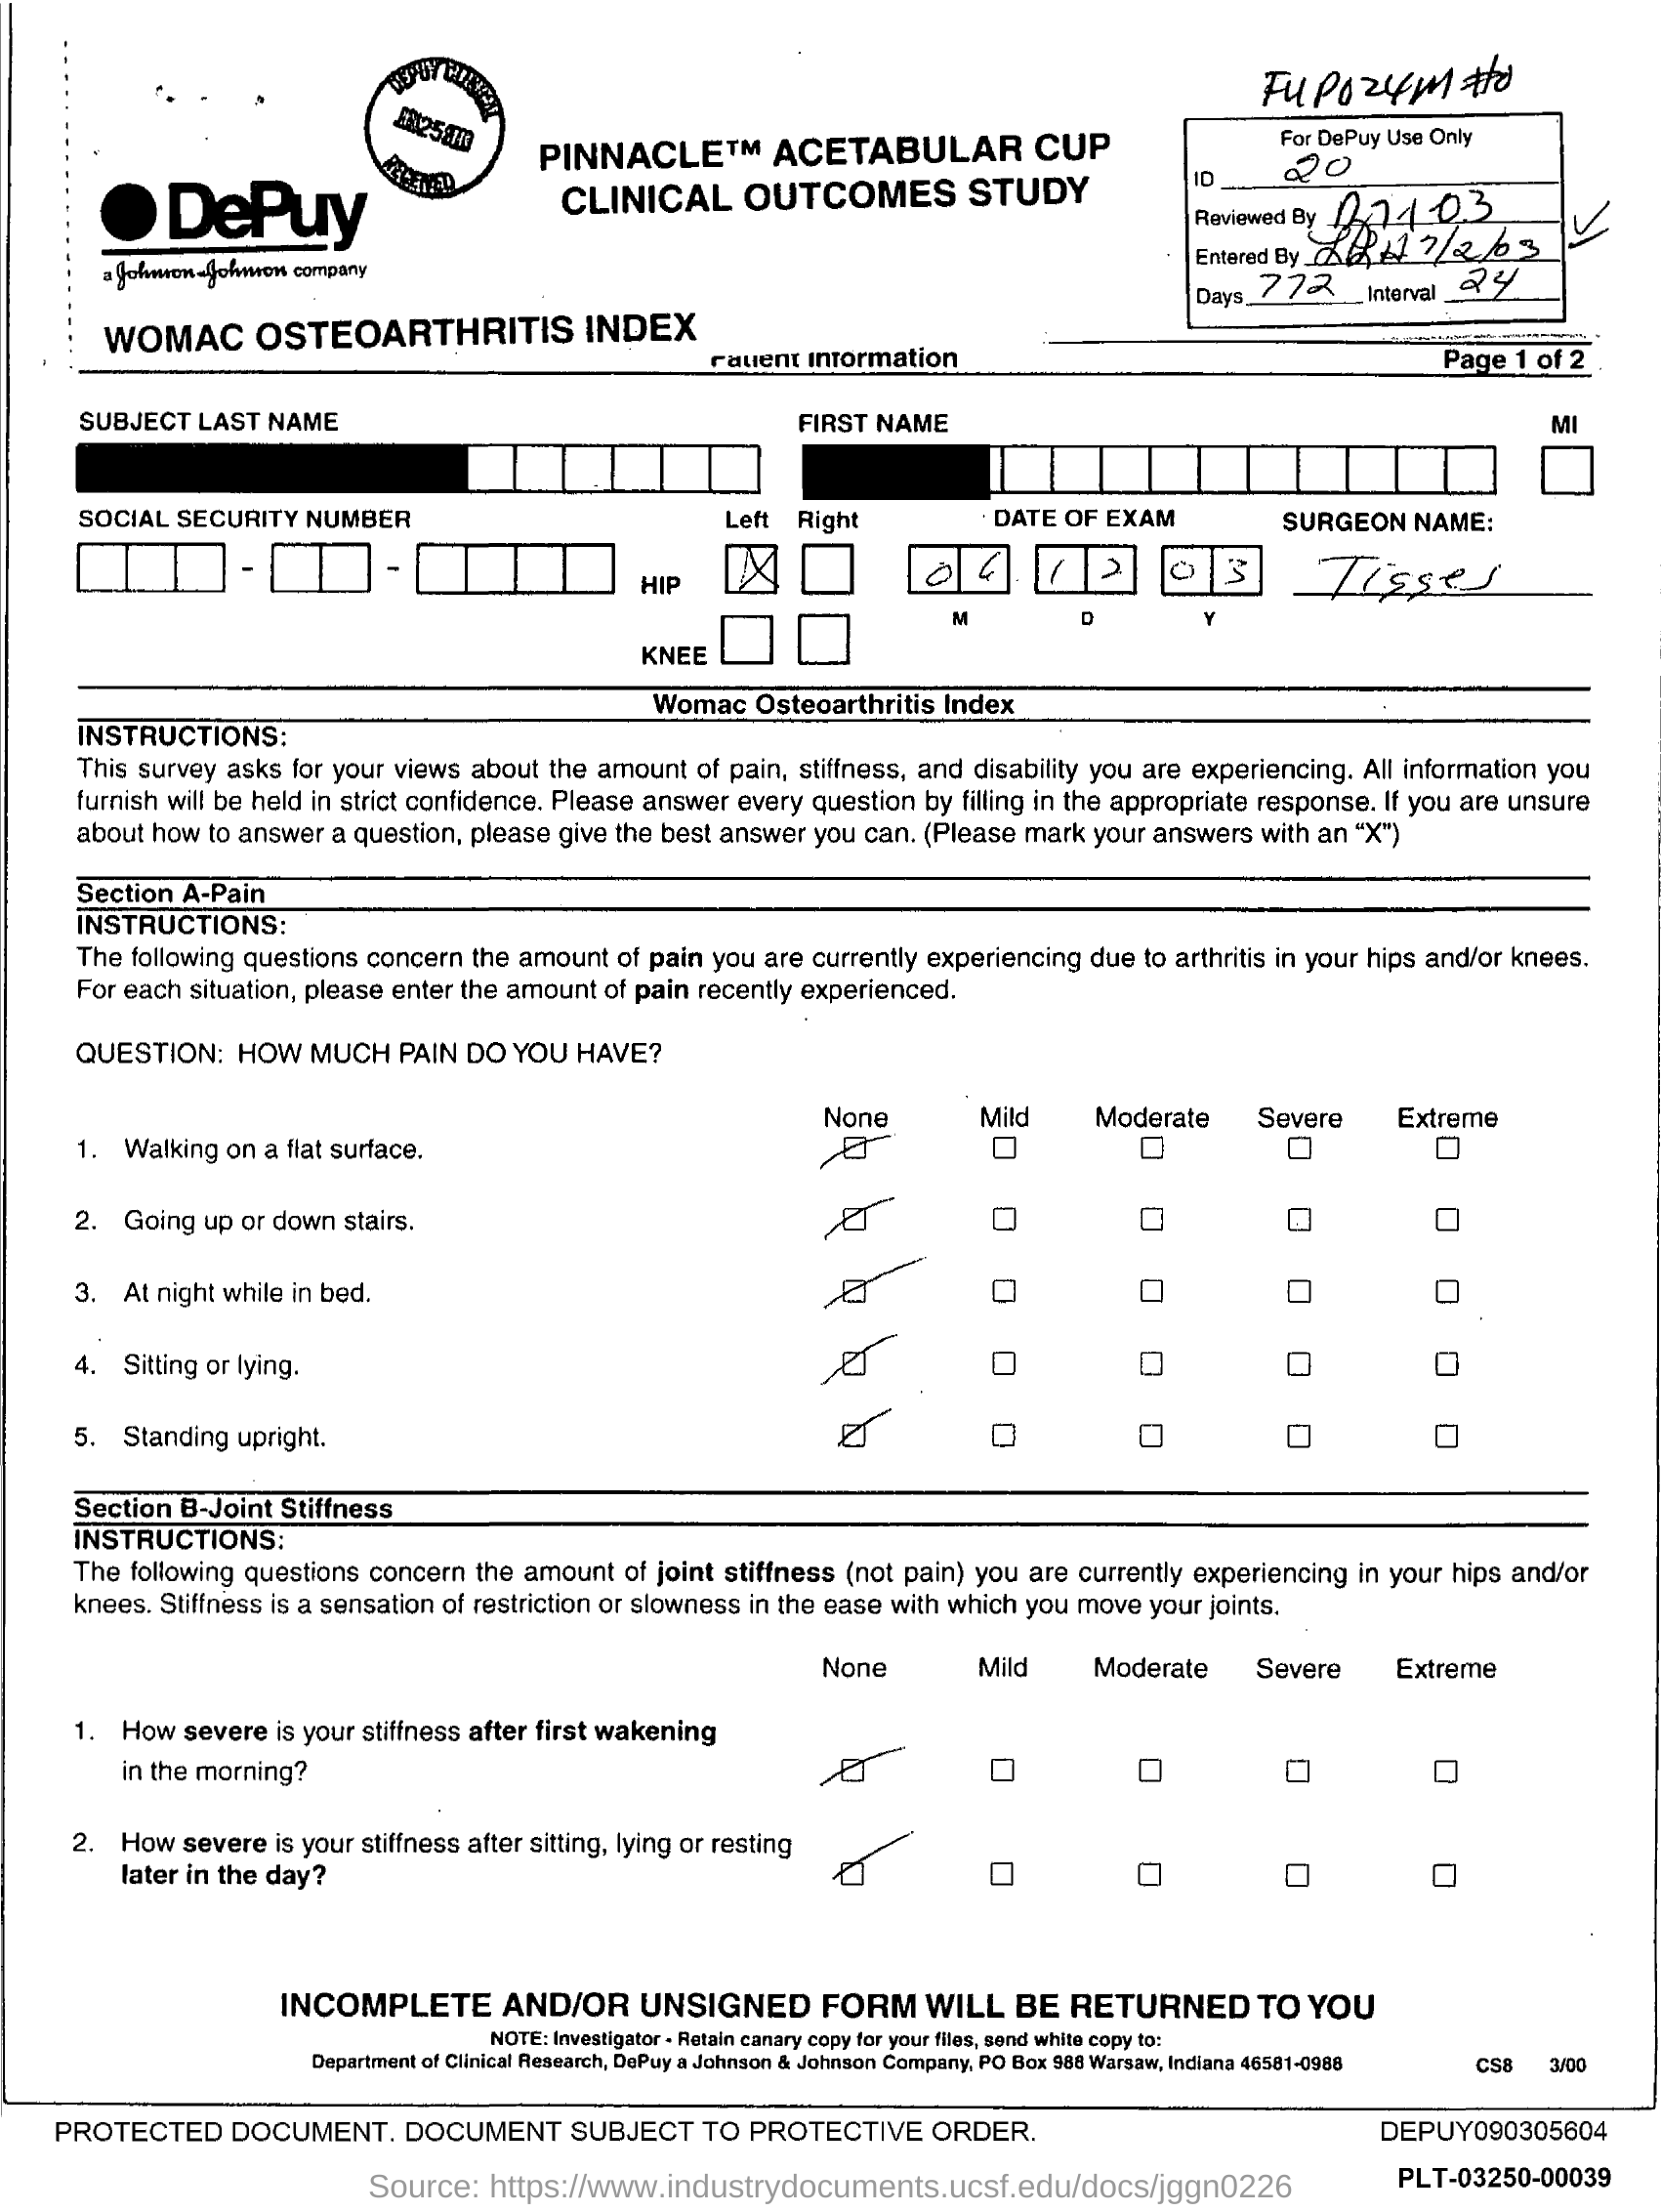 FUP024M
DEPUY CLINICAL
RECEIVED
PINNACLE™ ACETABULAR CUP
CLINICAL OUTCOMES STUDY
For DePuy Use Only
ID 20
Reviewed By
Entered By 7/2/03
Days 772 Interval 24
DePuy
a Johnson & Johnson company
WOMAC OSTEOARTHRITIS INDEX
Patient Information
Page 1 of 2
SUBJECT LAST NAME FIRST NAME MI
SOCIAL SECURITY NUMBER Left Right DATE OF EXAM SURGEON NAME:
- - HIP X 0 6 1 2 0 3
M D Y
KNEE
Womac Osteoarthritis Index
INSTRUCTIONS:
This survey asks for your views about the amount of pain, stiffness, and disability you are experiencing. All information you
furnish will be held in strict confidence. Please answer every question by filling in the appropriate response. If you are unsure
about how to answer a question, please give the best answer you can. (Please mark your answers with an “X”)
Section A-Pain
INSTRUCTIONS:
The following questions concern the amount of pain you are currently experiencing due to arthritis in your hips and/or knees.
For each situation, please enter the amount of pain recently experienced.
QUESTION: HOW MUCH PAIN DO YOU HAVE?
None Mild Moderate Severe Extreme
1. Walking on a flat surface.
2. Going up or down stairs.
3. At night while in bed.
4. Sitting or lying.
5. Standing upright.
Section B-Joint Stiffness
INSTRUCTIONS:
The following questions concern the amount of joint stiffness (not pain) you are currently experiencing in your hips and/or
knees. Stiffness is a sensation of restriction or slowness in the ease with which you move your joints.
None Mild Moderate Severe Extreme
1. How severe is your stiffness after first wakening
in the morning?
2. How severe is your stiffness after sitting, lying or resting
later in the day?
INCOMPLETE AND/OR UNSIGNED FORM WILL BE RETURNED TO YOU
NOTE: Investigator - Retain canary copy for your files, send white copy to:
Department of Clinical Research, DePuy a Johnson & Johnson Company, PO Box 988 Warsaw, Indiana 46581-0988
CS8 3/00
PROTECTED DOCUMENT. DOCUMENT SUBJECT TO PROTECTIVE ORDER.
DEPUY090305604
PLT-03250-00039
Source: https://www.industrydocuments.ucsf.edu/docs/jggn0226